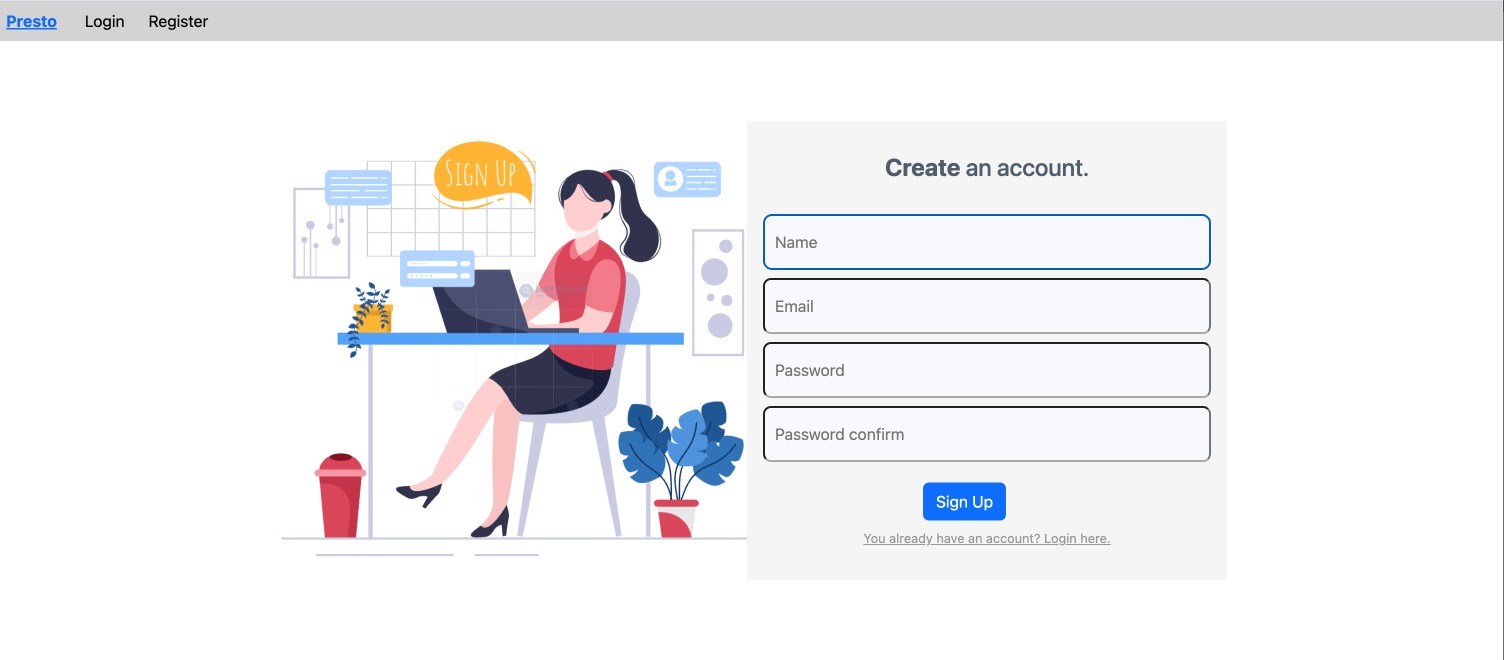 Presto Login Register
SIGN UP
Create an account.
Name
Email
Password
Password confirm
Sign Up
You already have an account? Login here.